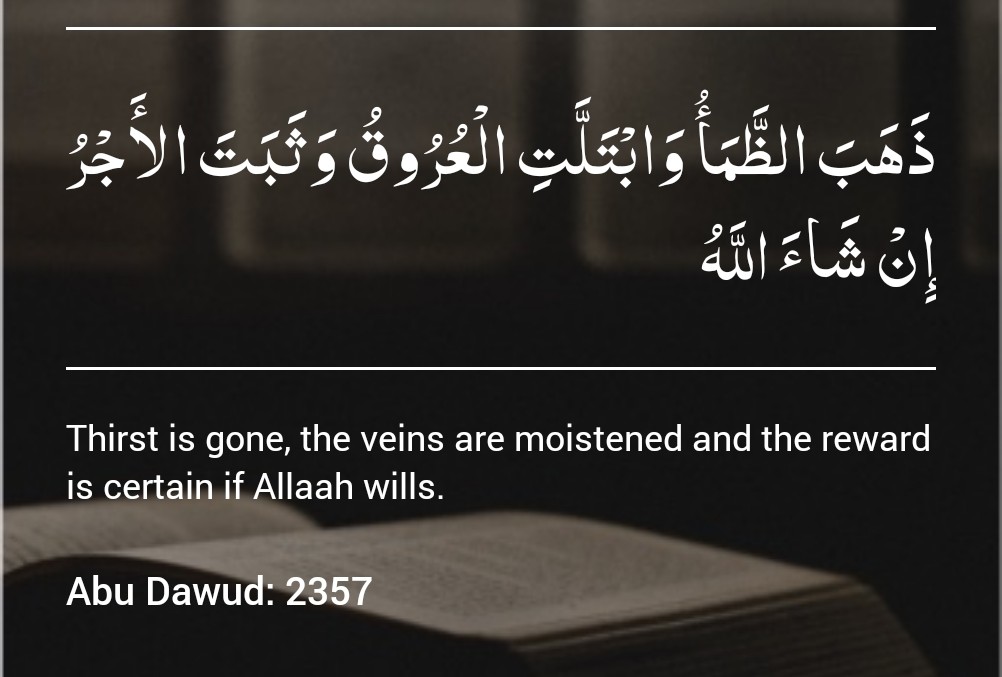 ذَهَبَ الظَّمَأُ وَابْتَلَّتِ الْعُرُوقُ وَثَبَتَ الأَجْرُ
إِنْ شَاءَ اللَّهُ
Thirst is gone, the veins are moistened and the reward
is certain if Allaah wills.
Abu Dawud: 2357